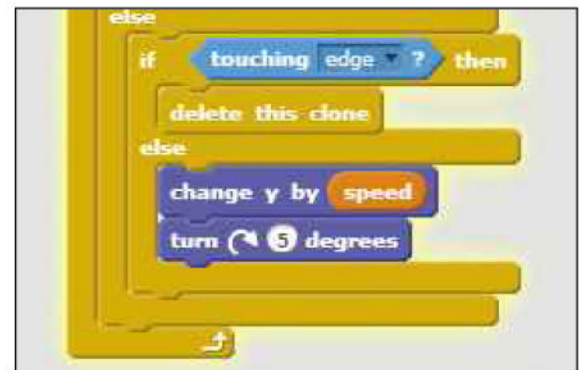 else
if touching edge ? then
delete this clone
else
change y by speed
turn 5 degrees